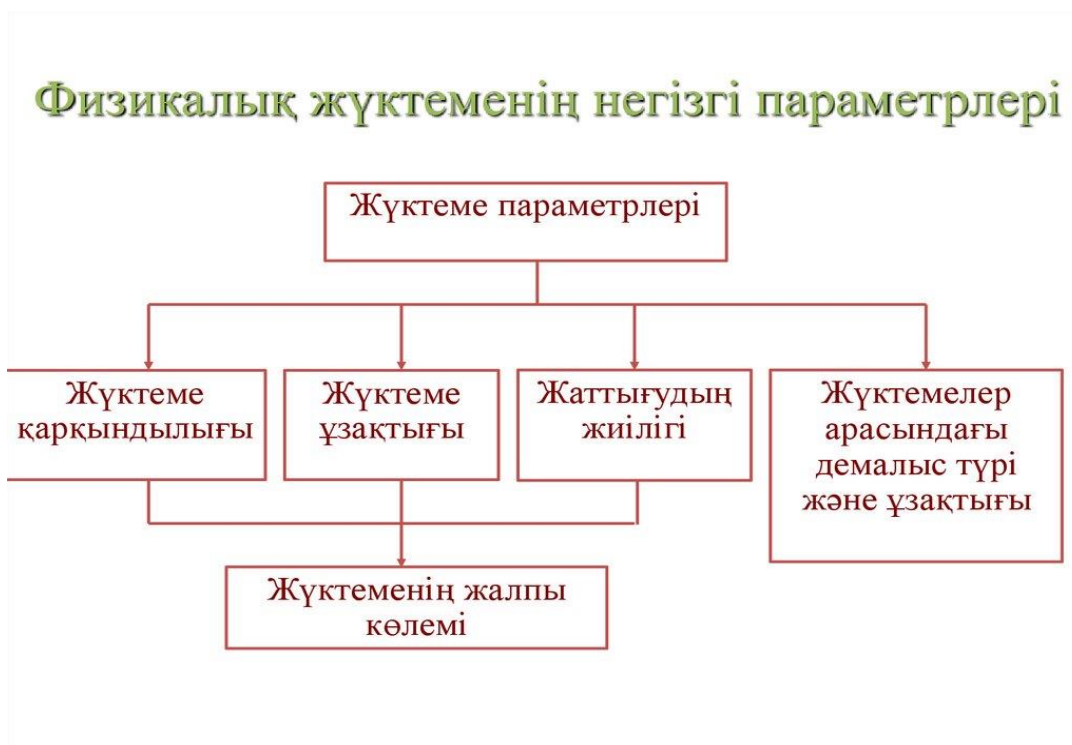 Физикалық жүктеменің негізгі параметрлері
Жүктеме параметрлері
Жүктеме
қарқындылығы
Жүктеме
ұзақтығы
Жаттығудың
жиілігі
Жүктемелер
арасындағы
демалыс түрі
және ұзақтығы
Жүктеменің жалпы
көлемі